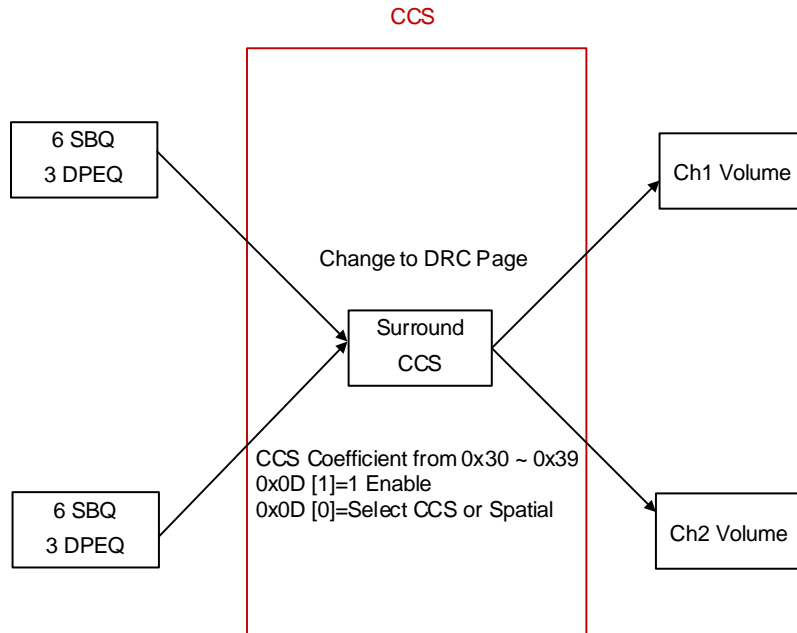 CCS
6 SBQ
3 DPEQ
Ch1 Volume
Change to DRC Page
Surround
CCS
CCS Coefficient from 0x30 ~ 0x39
0x0D [1]=1 Enable
0x0D [0]=Select CCS or Spatial
6 SBQ
3 DPEQ
Ch2 Volume